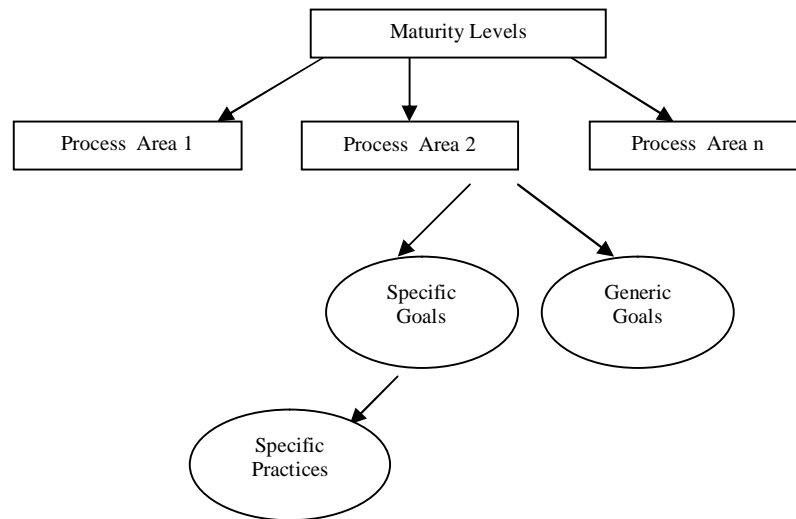 Maturity Levels
Process Area 1
Process Area 2
Process Area n
Specific
Goals
Generic
Goals
Specific
Practices